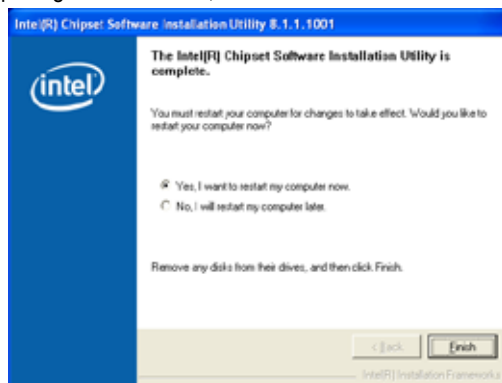 Intel(R) Chipset Software Installation Utility 8.1.1.1001
intel
The Intel(R) Chipset Software Installation Utility is
complete.
You must restart your computer for changes to take effect. Would you like to
restart your computer now?
Yes, I want to restart my computer now.
No, I will restart my computer later.
Remove any disks from their drives, and then click Finish.
< Back
Finish
Intel(R) Installation Frameworks